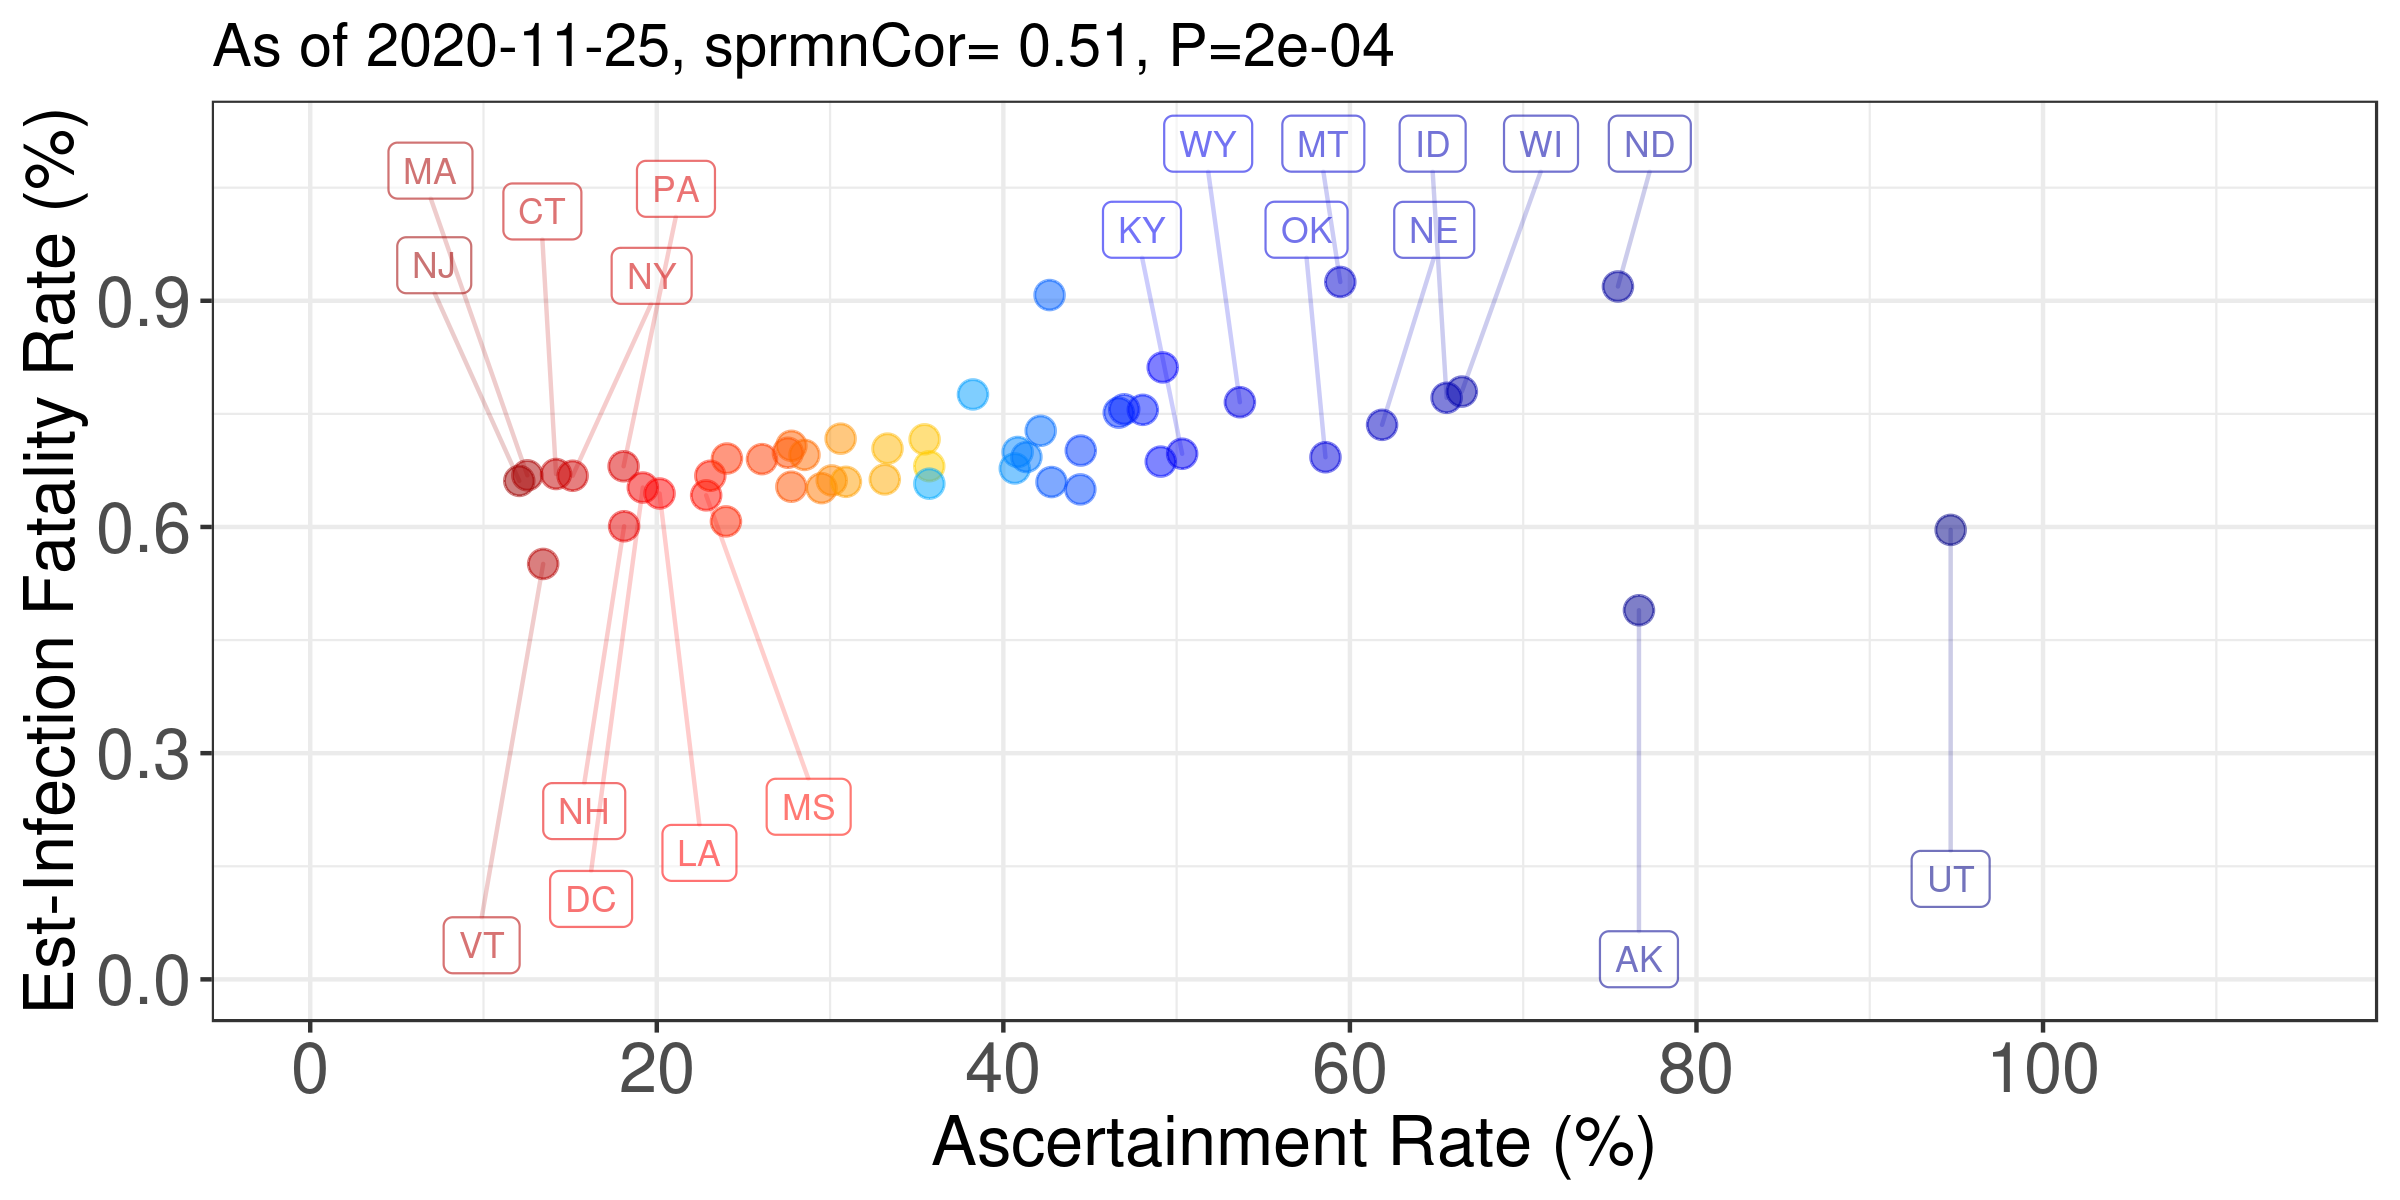 As of 2020-11-25, sprmnCor= 0.51, P=2e-04
Est-Infection Fatality Rate (%)
0.9
0.6
0.3
0.0
MA
CT
PA
NJ
NY
WY
MT
ID
WI
ND
KY
OK
NE
NH
MS
LA
DC
VT
UT
AK
0
20
40
60
80
100
Ascertainment Rate (%)